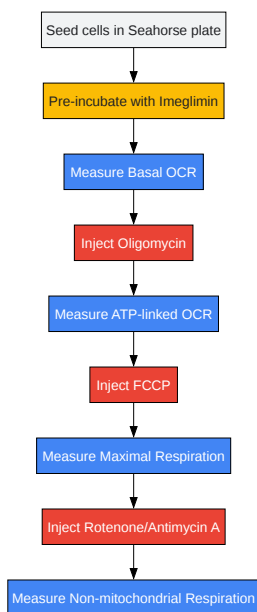 Seed cells in Seahorse plate
Pre-incubate with Imeglimin
Measure Basal OCR
Inject Oligomycin
Measure ATP-linked OCR
Inject FCCP
Measure Maximal Respiration
Inject Rotenone/Antimycin A
Measure Non-mitochondrial Respiration